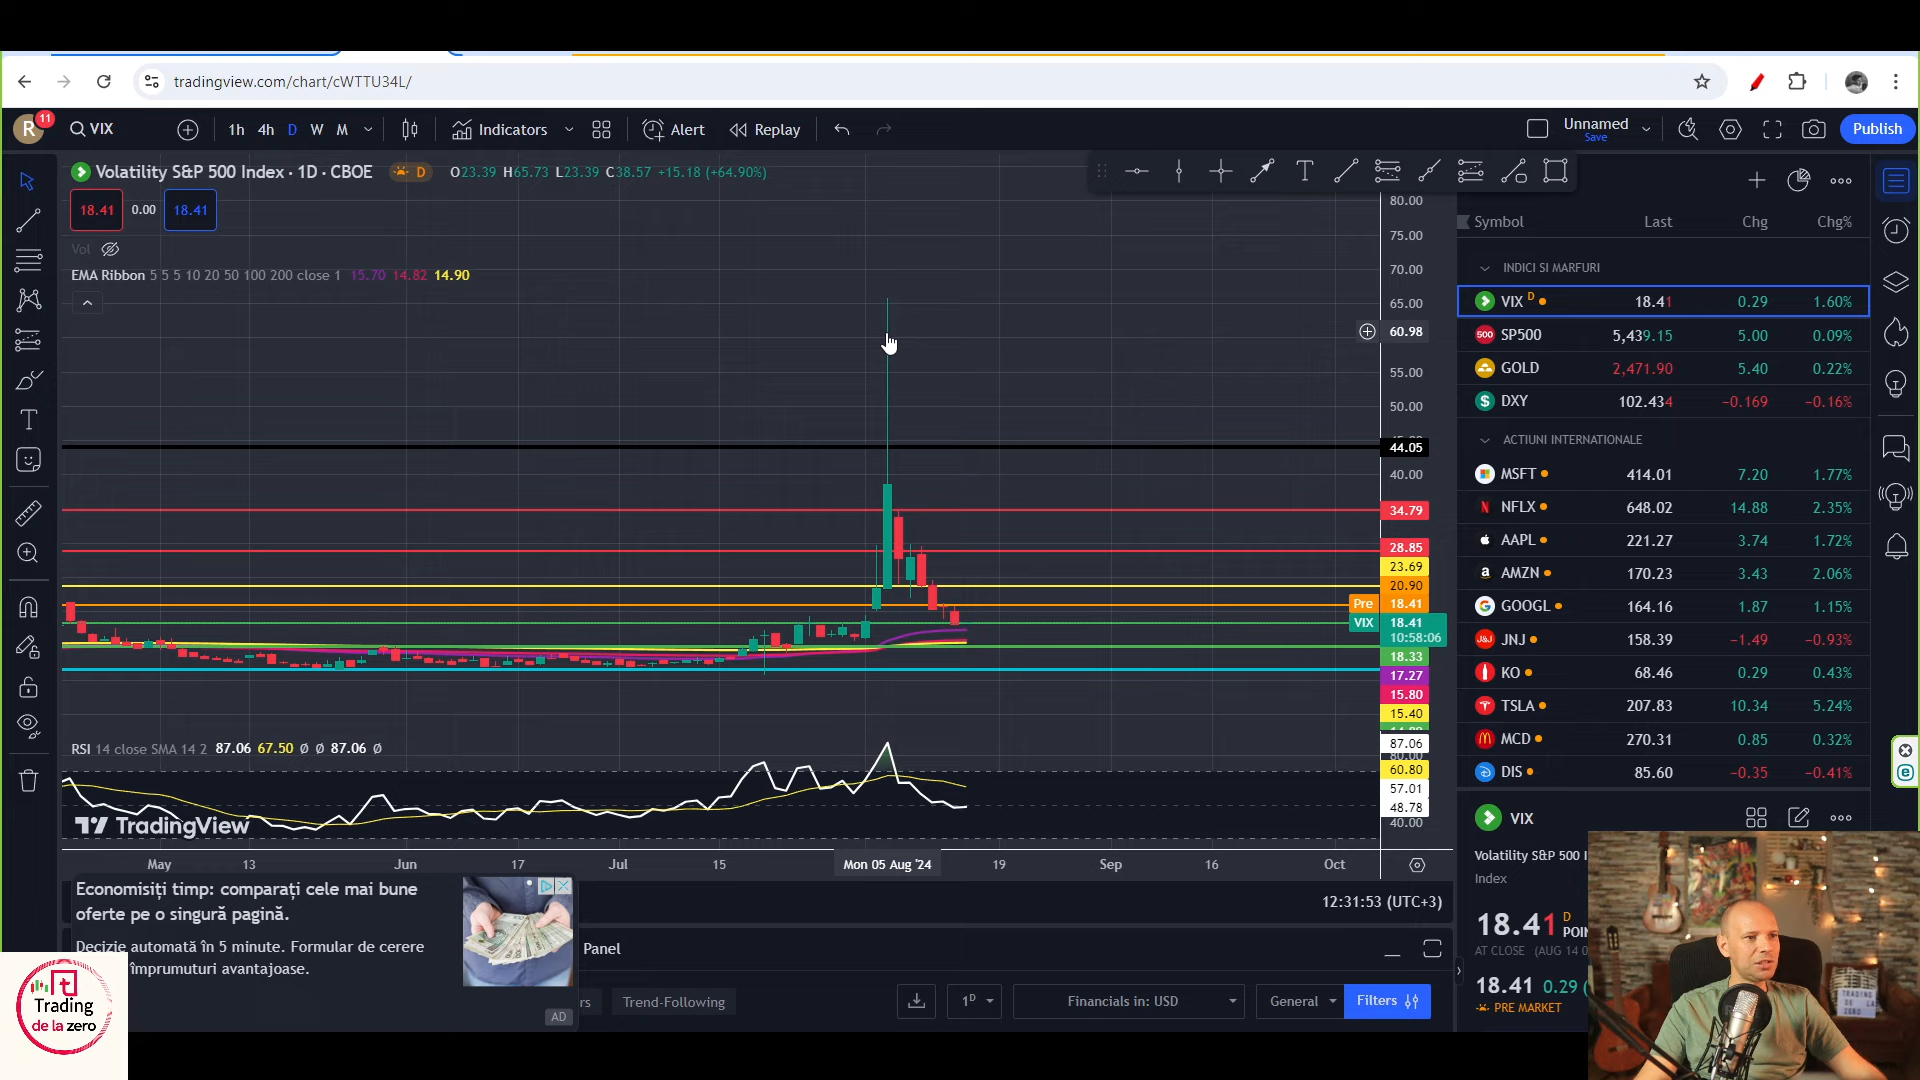 tradingview.com/chart/cWTTU34L/
R 11 VIX 1h 4h D W M Indicators Alert Replay Unnamed Save Publish
Volatility S&P 500 Index · 1D · CBOE D O23.39 H65.73 L23.39 C38.57 +15.18 (+64.90%)
18.41 0.00 18.41
Vol
EMA Ribbon 5 5 5 10 20 50 100 200 close 1 15.70 14.82 14.90
80.00
75.00
70.00
65.00
60.98
55.00
50.00
44.05
40.00
34.79
28.85
23.69
20.90
Pre 18.41
VIX 18.41
10:58:06
18.33
17.27
15.80
15.40
RSI 14 close SMA 14 2 87.06 67.50 Ø Ø 87.06 Ø
87.06
80.00
60.80
57.01
48.78
40.00
TradingView
May 13 Jun 17 Jul 15 Mon 05 Aug '24 19 Sep 16 Oct
12:31:53 (UTC+3)
Symbol Last Chg Chg%
INDICI SI MARFURI
VIX D 18.41 0.29 1.60%
500 SP500 5,439.15 5.00 0.09%
GOLD 2,471.90 5.40 0.22%
$ DXY 102.434 −0.169 −0.16%
ACTIUNI INTERNATIONALE
MSFT 414.01 7.20 1.77%
N NFLX 648.02 14.88 2.35%
AAPL 221.27 3.74 1.72%
a AMZN 170.23 3.43 2.06%
G GOOGL 164.16 1.87 1.15%
J&J JNJ 158.39 −1.49 −0.93%
KO 68.46 0.29 0.43%
TSLA 207.83 10.34 5.24%
MCD 270.31 0.85 0.32%
DIS 85.60 −0.35 −0.41%
VIX
Volatility S&P 500 I
Index
18.41 D
POIN
AT CLOSE (AUG 14 0
18.41 0.29 (
PRE MARKET
Economisiți timp: comparați cele mai bune
oferte pe o singură pagină.
Decizie automată în 5 minute. Formular de cerere
împrumuturi avantajoase.
AD
Panel
rs Trend-Following 1D Financials in: USD General Filters
Trading
de la zero
TRADING
DE LA
ZERO